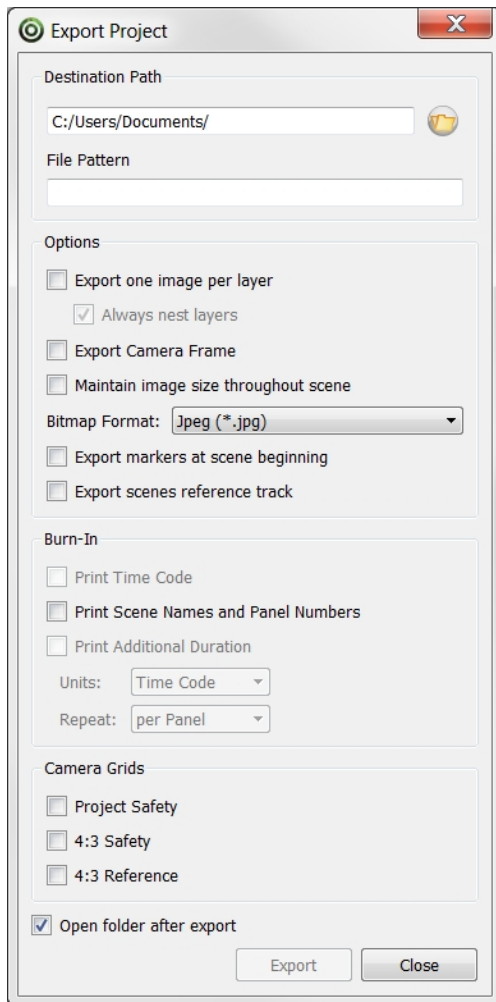 Export Project
Destination Path
C:/Users/Documents/
File Pattern
Options
Export one image per layer
Always nest layers
Export Camera Frame
Maintain image size throughout scene
Bitmap Format: Jpeg (*.jpg)
Export markers at scene beginning
Export scenes reference track
Burn-In
Print Time Code
Print Scene Names and Panel Numbers
Print Additional Duration
Units: Time Code
Repeat: per Panel
Camera Grids
Project Safety
4:3 Safety
4:3 Reference
Open folder after export
Export Close